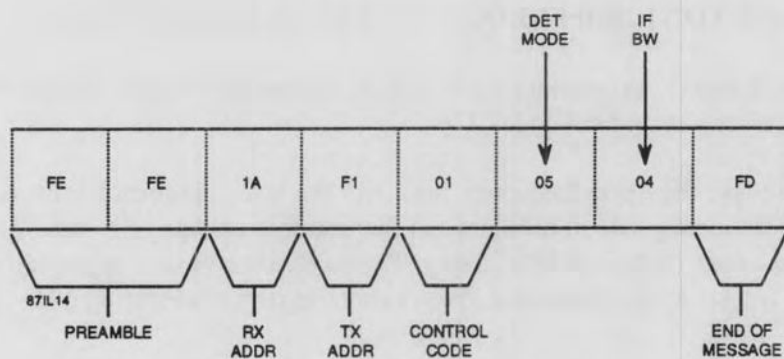 DET
MODE
IF
BW
FE FE 1A F1 01 05 04 FD
87IL14
PREAMBLE
RX
ADDR
TX
ADDR
CONTROL
CODE
END OF
MESSAGE